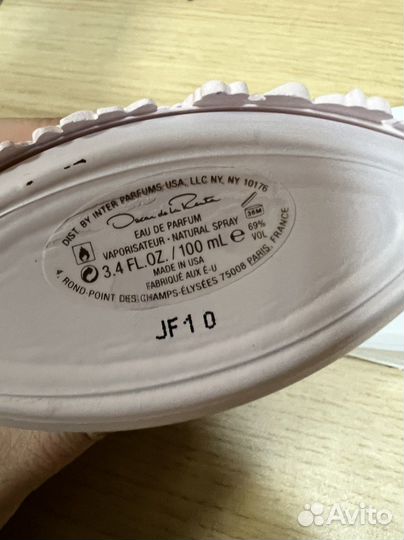 DIST. BY INTER PARFUMS USA, LLC NY, NY 10176
Oscar de la Renta
36M
EAU DE PARFUM
VAPORISATEUR · NATURAL SPRAY
69%
3.4 FL.OZ. / 100 mL e
VOL
MADE IN USA
FABRIQUÉ AUX É-U
4, ROND-POINT DES CHAMPS-ÉLYSÉES 75008 PARIS, FRANCE
JF10
Avito